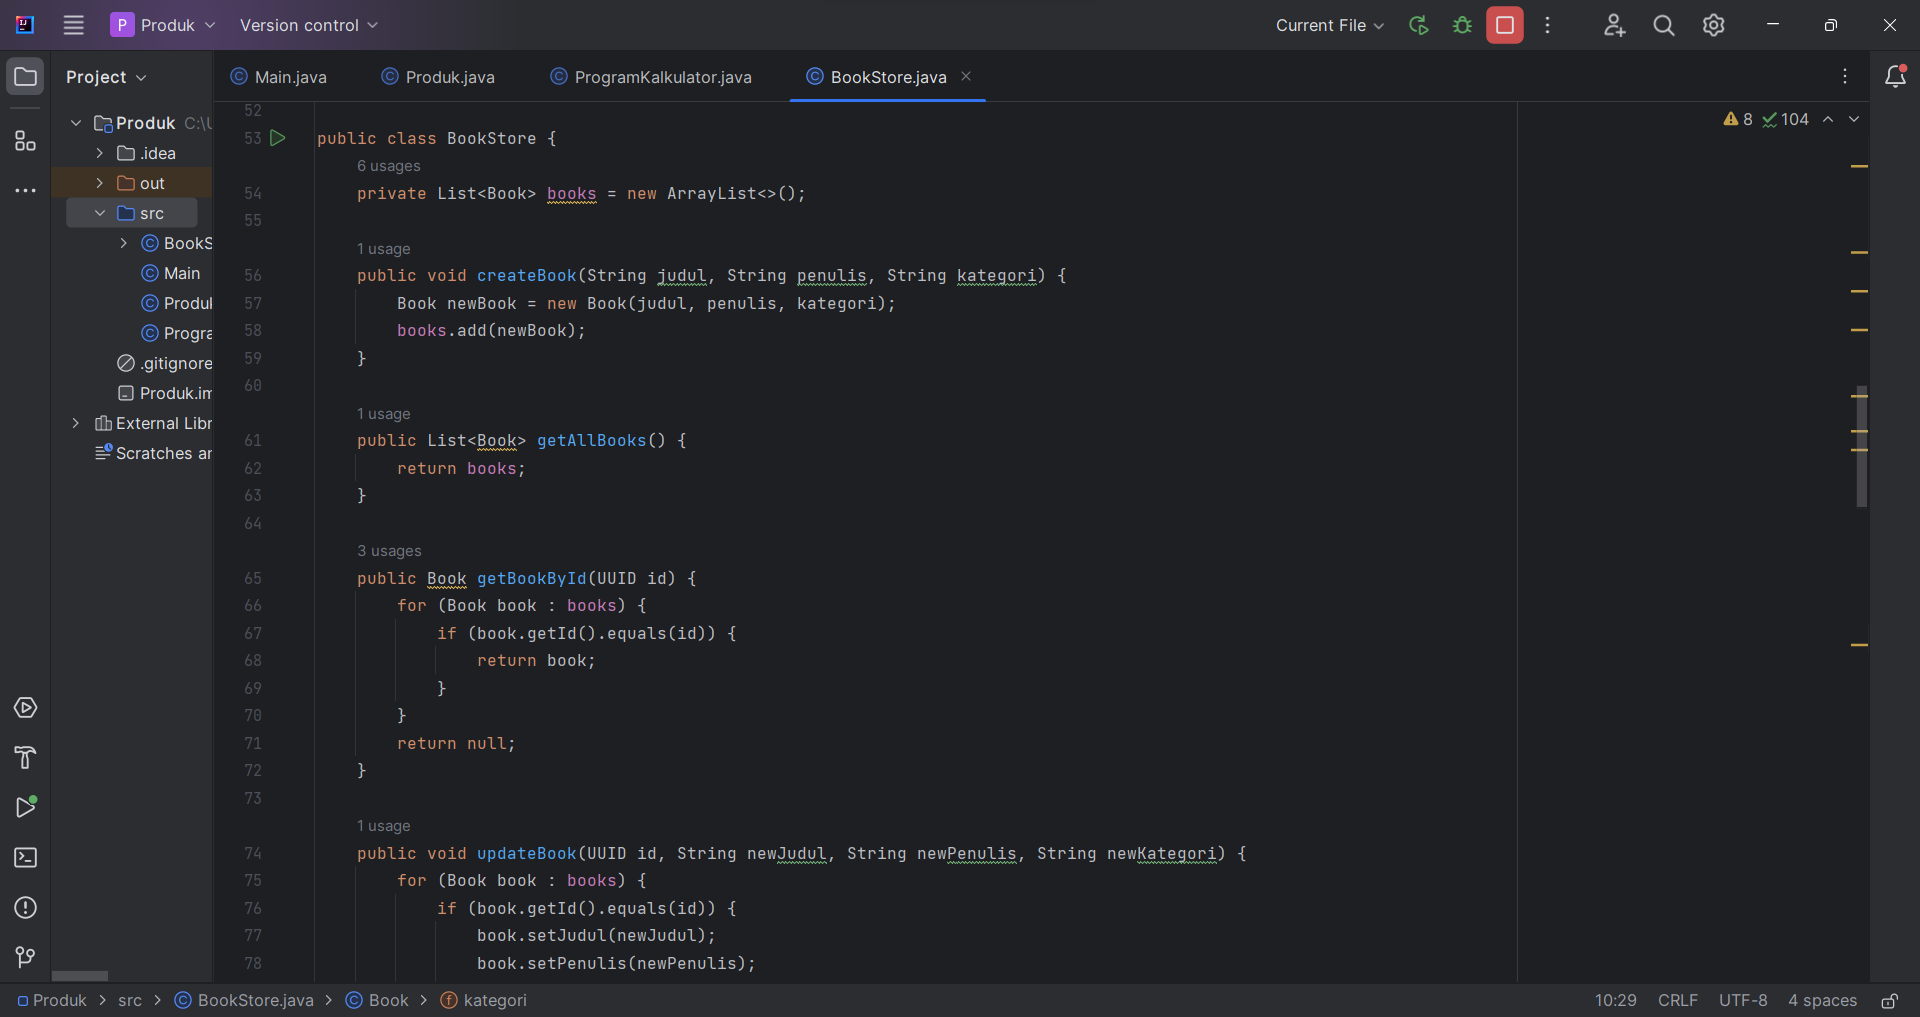 P Produk Version control Current File
Project
Main.java Produk.java ProgramKalkulator.java BookStore.java
Produk C:\U
.idea
out
src
BookS
Main
Produk
Progra
.gitignore
Produk.im
External Libr
Scratches ar
8 104
52
53 public class BookStore {
6 usages
54 private List<Book> books = new ArrayList<>();
55
1 usage
56 public void createBook(String judul, String penulis, String kategori) {
57 Book newBook = new Book(judul, penulis, kategori);
58 books.add(newBook);
59 }
60
1 usage
61 public List<Book> getAllBooks() {
62 return books;
63 }
64
3 usages
65 public Book getBookById(UUID id) {
66 for (Book book : books) {
67 if (book.getId().equals(id)) {
68 return book;
69 }
70 }
71 return null;
72 }
73
1 usage
74 public void updateBook(UUID id, String newJudul, String newPenulis, String newKategori) {
75 for (Book book : books) {
76 if (book.getId().equals(id)) {
77 book.setJudul(newJudul);
78 book.setPenulis(newPenulis);
Produk > src > BookStore.java > Book > kategori 10:29 CRLF UTF-8 4 spaces